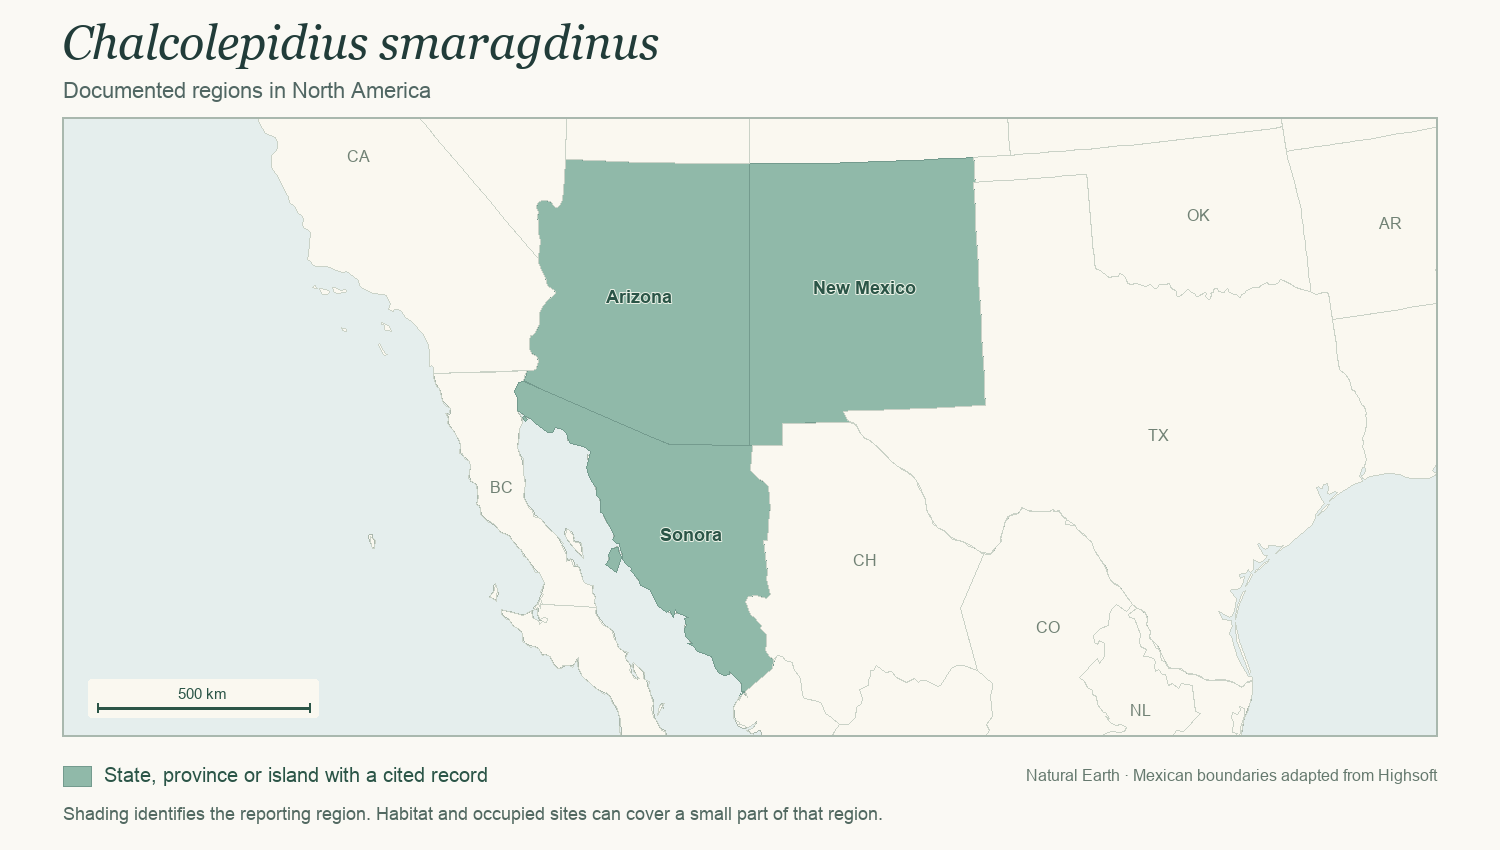 Chalcolepidius smaragdinus
Documented regions in North America
CA
OK
AR
Arizona
New Mexico
TX
BC
Sonora
CH
CO
NL
500 km
State, province or island with a cited record
Natural Earth · Mexican boundaries adapted from Highsoft
Shading identifies the reporting region. Habitat and occupied sites can cover a small part of that region.